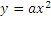 y = ax²